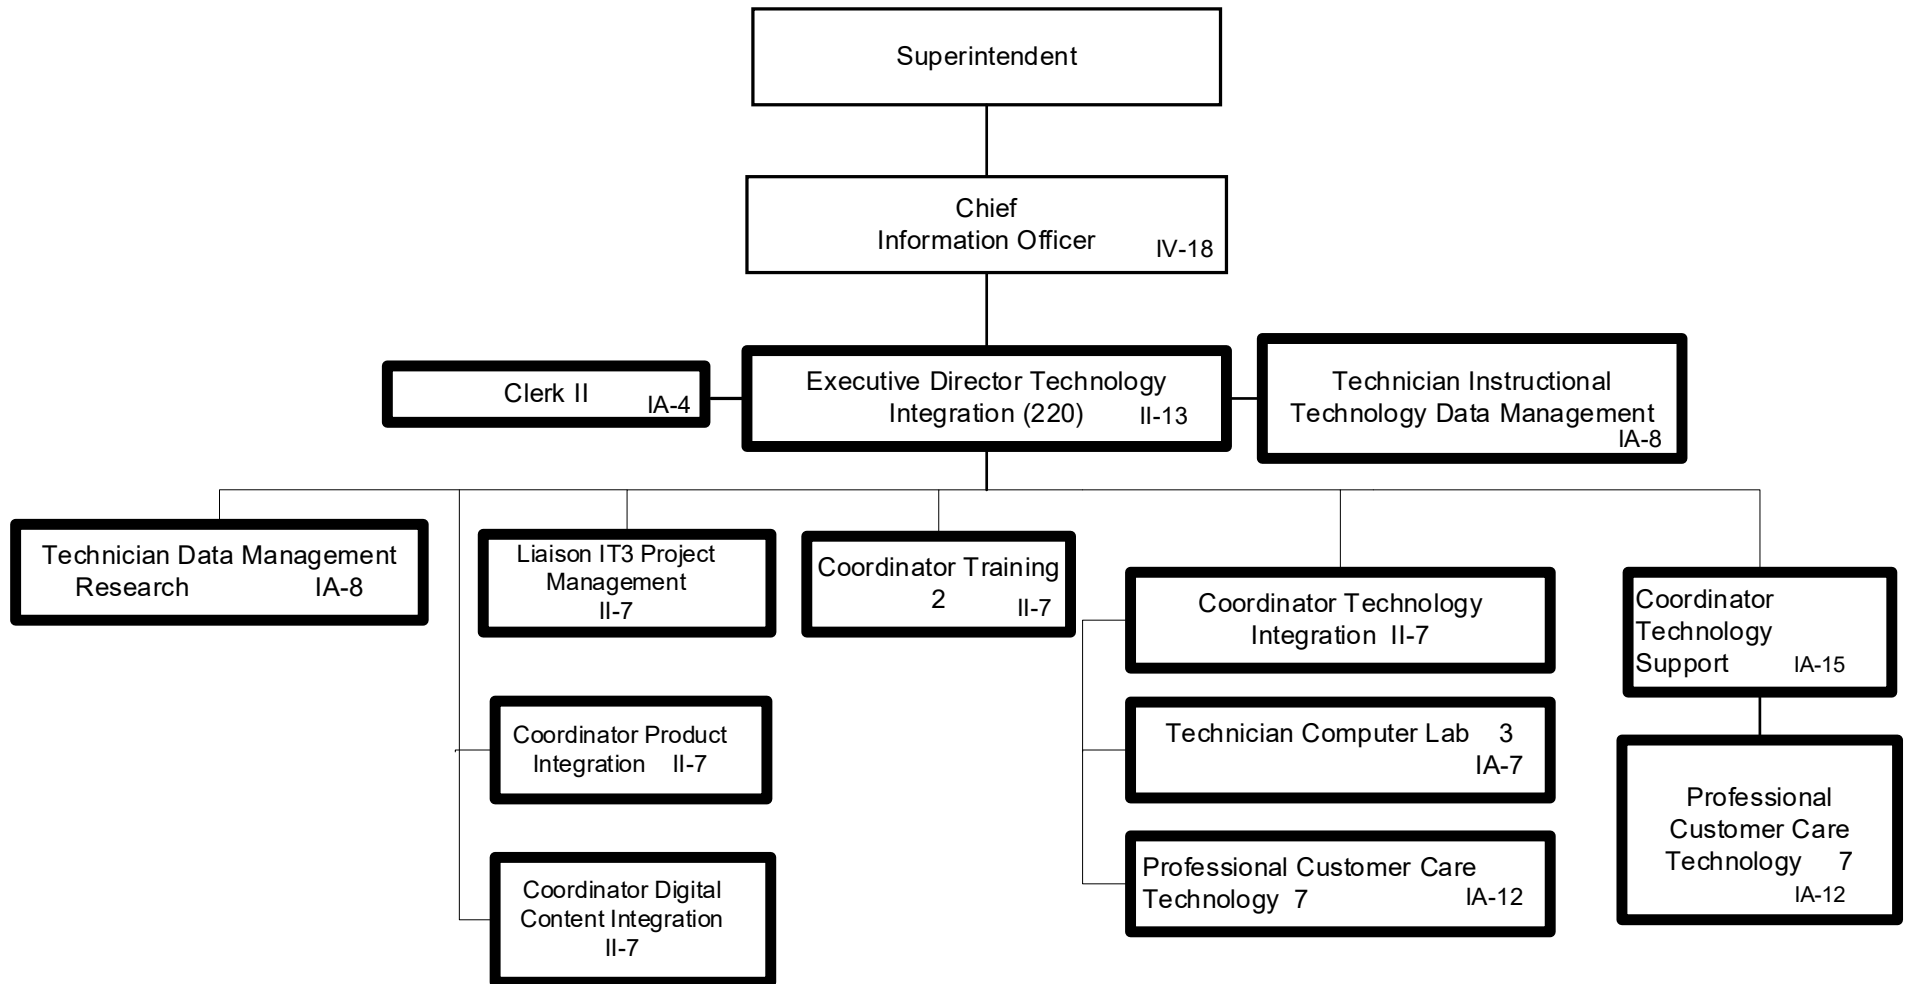 Superintendent
Chief
Information Officer IV-18
Clerk II IA-4
Executive Director Technology
Integration (220) II-13
Technician Instructional
Technology Data Management
IA-8
Technician Data Management
Research IA-8
Liaison IT3 Project
Management
II-7
Coordinator Training
2 II-7
Coordinator Technology
Integration II-7
Coordinator
Technology
Support IA-15
Coordinator Product
Integration II-7
Technician Computer Lab 3
IA-7
Professional
Customer Care
Technology 7
IA-12
Coordinator Digital
Content Integration
II-7
Professional Customer Care
Technology 7 IA-12